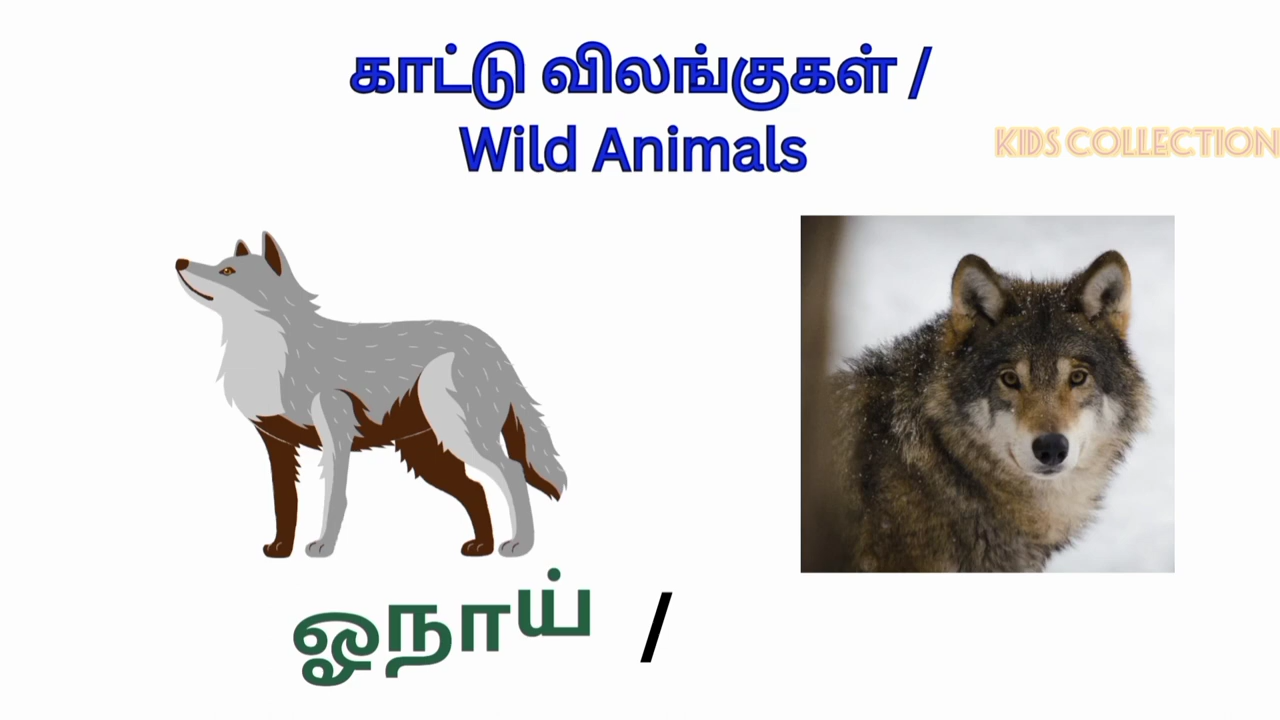 காட்டு விலங்குகள் /
Wild Animals
KIDS COLLECTION
ஓநாய் /